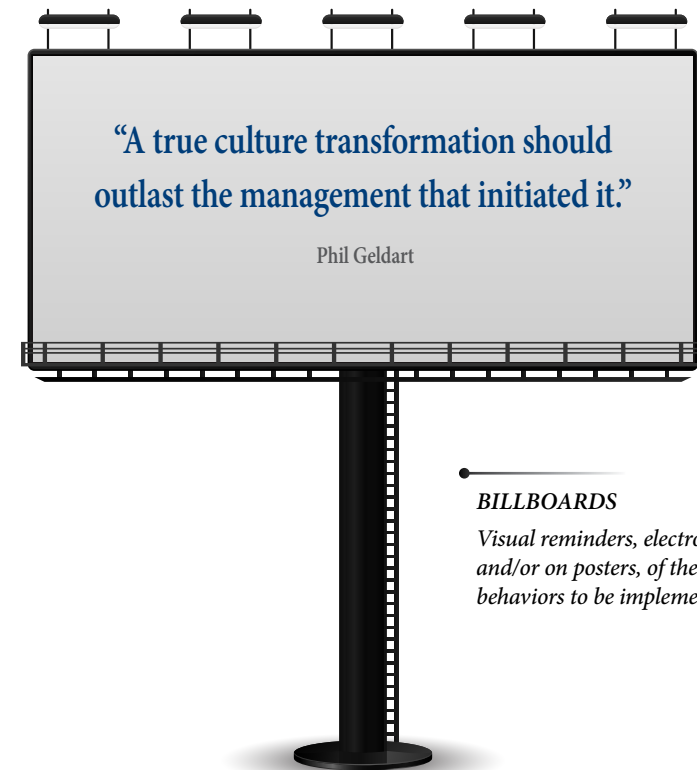 “A true culture transformation should
outlast the management that initiated it.”
Phil Geldart
BILLBOARDS
Visual reminders,
and/or on posters, of the
behaviors to be